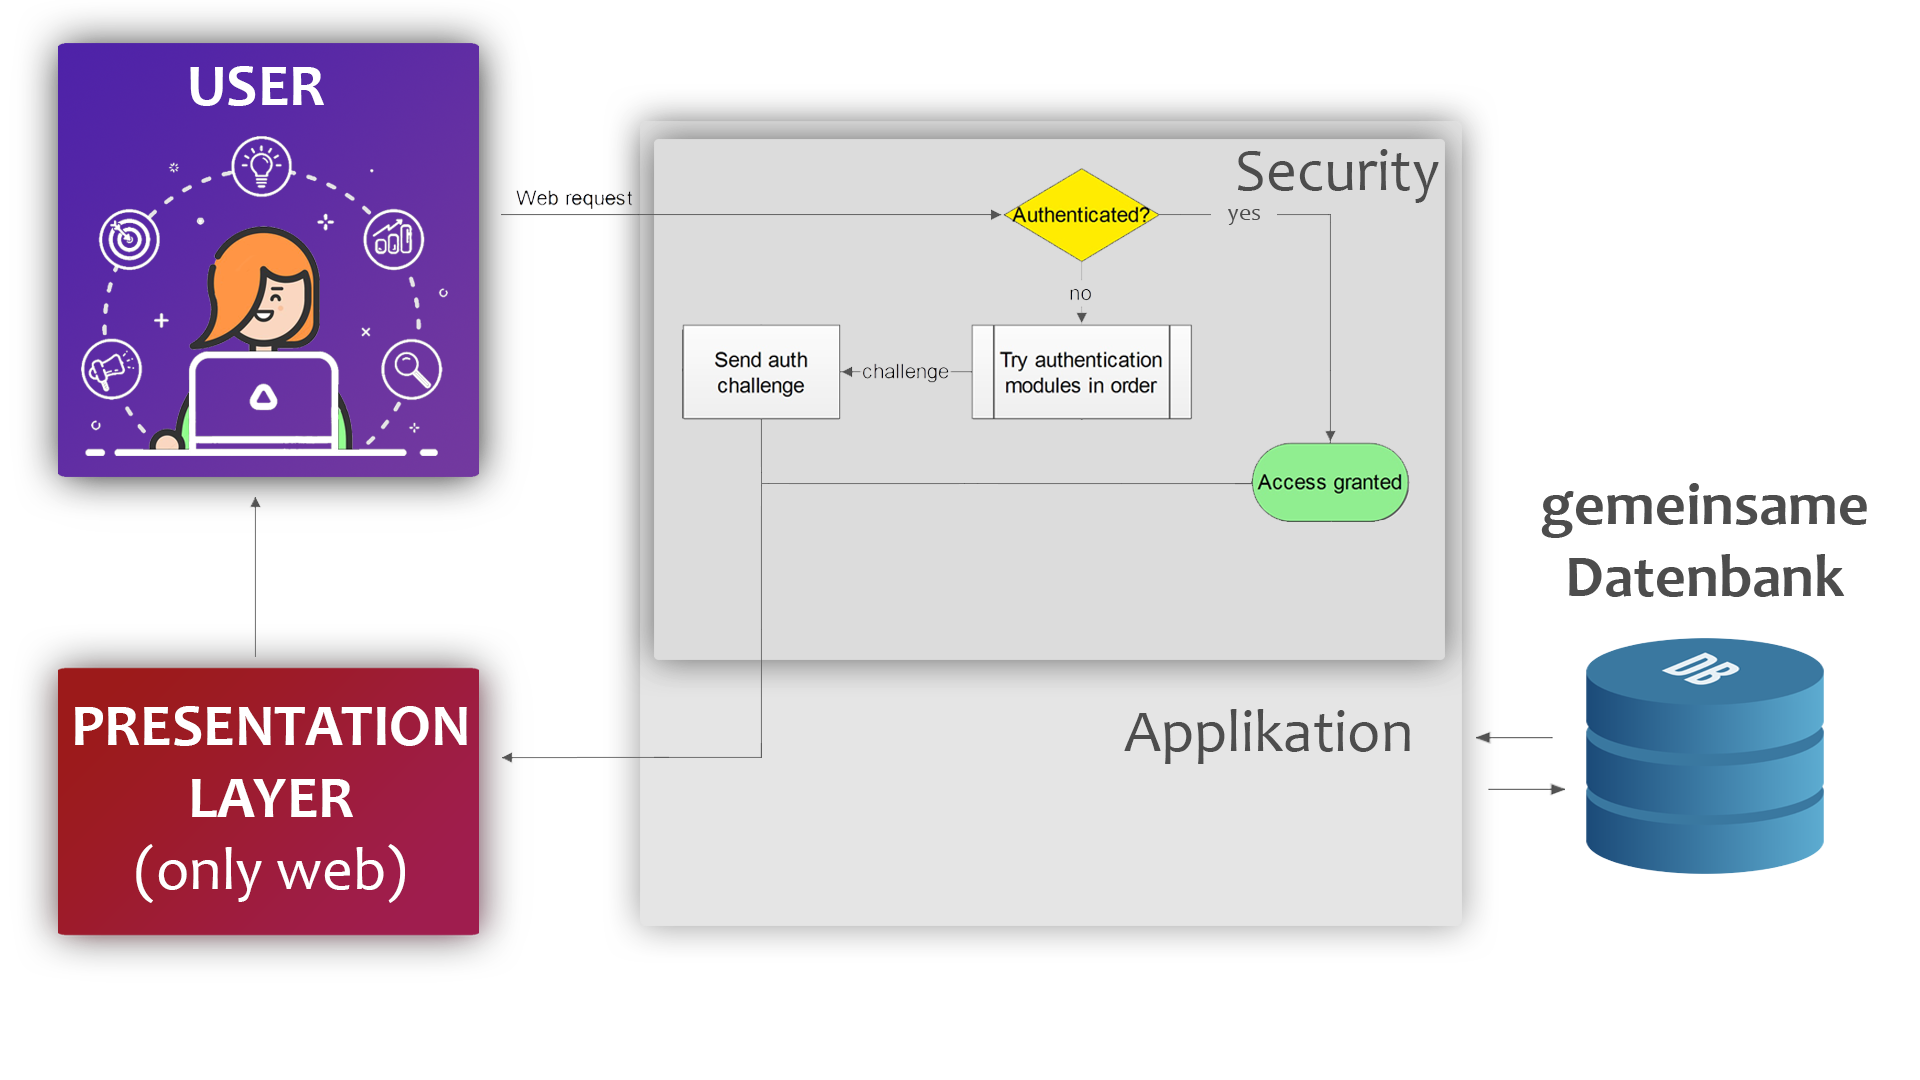 USER
Web request
Security
Authenticated?
yes
no
Send auth
challenge
challenge
Try authentication
modules in order
Access granted
gemeinsame
Datenbank
DB
PRESENTATION
LAYER
(only web)
Applikation